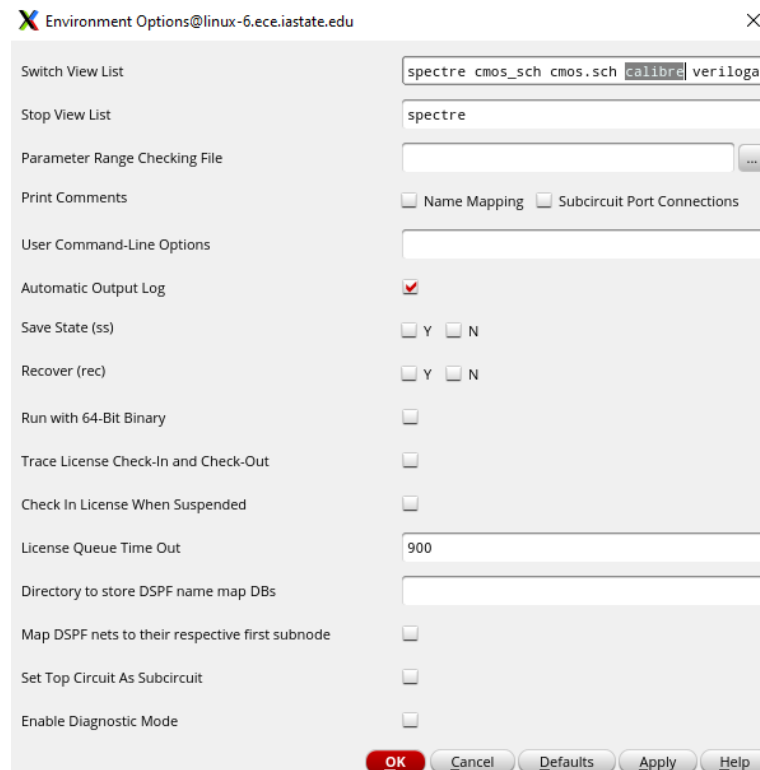 Environment Options@linux-6.ece.iastate.edu
Switch View List spectre cmos_sch cmos.sch calibre veriloga
Stop View List spectre
Parameter Range Checking File ...
Print Comments Name Mapping Subcircuit Port Connections
User Command-Line Options
Automatic Output Log
Save State (ss) Y N
Recover (rec) Y N
Run with 64-Bit Binary
Trace License Check-In and Check-Out
Check In License When Suspended
License Queue Time Out 900
Directory to store DSPF name map DBs
Map DSPF nets to their respective first subnode
Set Top Circuit As Subcircuit
Enable Diagnostic Mode
OK Cancel Defaults Apply Help